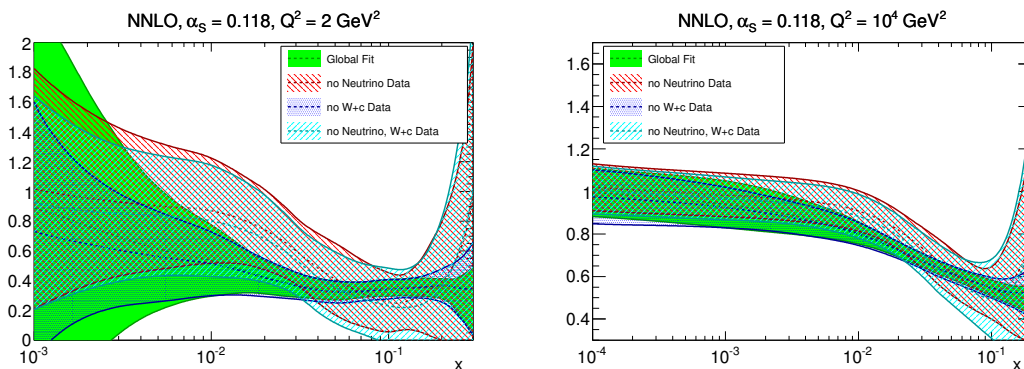 NNLO, αS = 0.118, Q² = 2 GeV²
2
1.8
1.6
1.4
1.2
1
0.8
0.6
0.4
0.2
0
Global Fit
no Neutrino Data
no W+c Data
no Neutrino, W+c Data
10⁻³ 10⁻² 10⁻¹ x
NNLO, αS = 0.118, Q² = 10⁴ GeV²
1.6
1.4
1.2
1
0.8
0.6
0.4
Global Fit
no Neutrino Data
no W+c Data
no Neutrino, W+c Data
10⁻⁴ 10⁻³ 10⁻² 10⁻¹ x